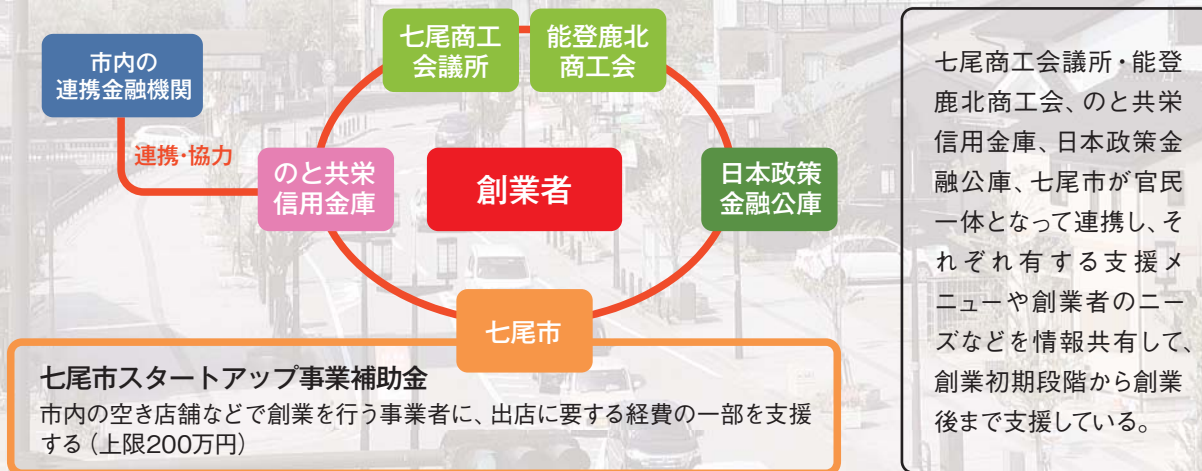 七尾商工
会議所
能登鹿北
商工会
市内の
連携金融機関
連携・協力
のと共栄
信用金庫
創業者
日本政策
金融公庫
七尾市
七尾市スタートアップ事業補助金
市内の空き店舗などで創業を行う事業者に、出店に要する経費の一部を支援
する（上限200万円）
七尾商工会議所・能登
鹿北商工会、のと共栄
信用金庫、日本政策金
融公庫、七尾市が官民
一体となって連携し、そ
れぞれ有する支援メ
ニューや創業者のニー
ズなどを情報共有して、
創業初期段階から創業
後まで支援している。